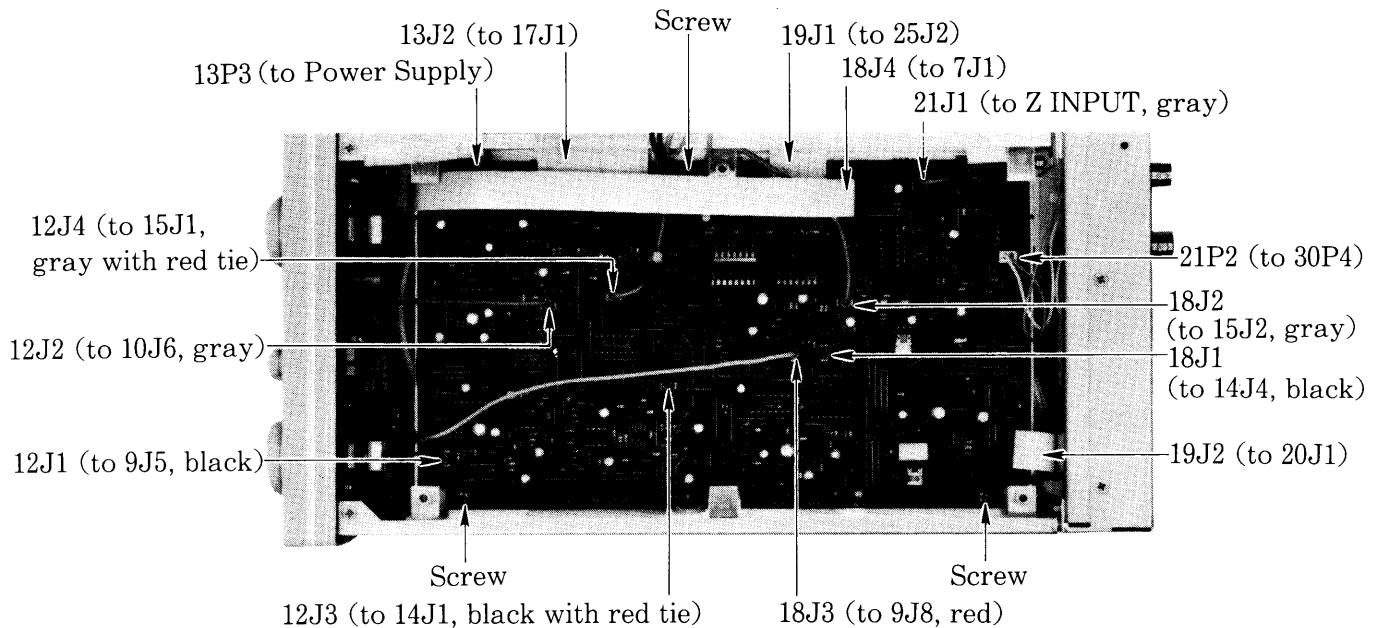 Screw
13J2 (to 17J1)
19J1 (to 25J2)
13P3 (to Power Supply)
18J4 (to 7J1)
21J1 (to Z INPUT, gray)
12J4 (to 15J1,
gray with red tie)
21P2 (to 30P4)
18J2
(to 15J2, gray)
12J2 (to 10J6, gray)
18J1
(to 14J4, black)
12J1 (to 9J5, black)
19J2 (to 20J1)
Screw
Screw
12J3 (to 14J1, black with red tie)
18J3 (to 9J8, red)